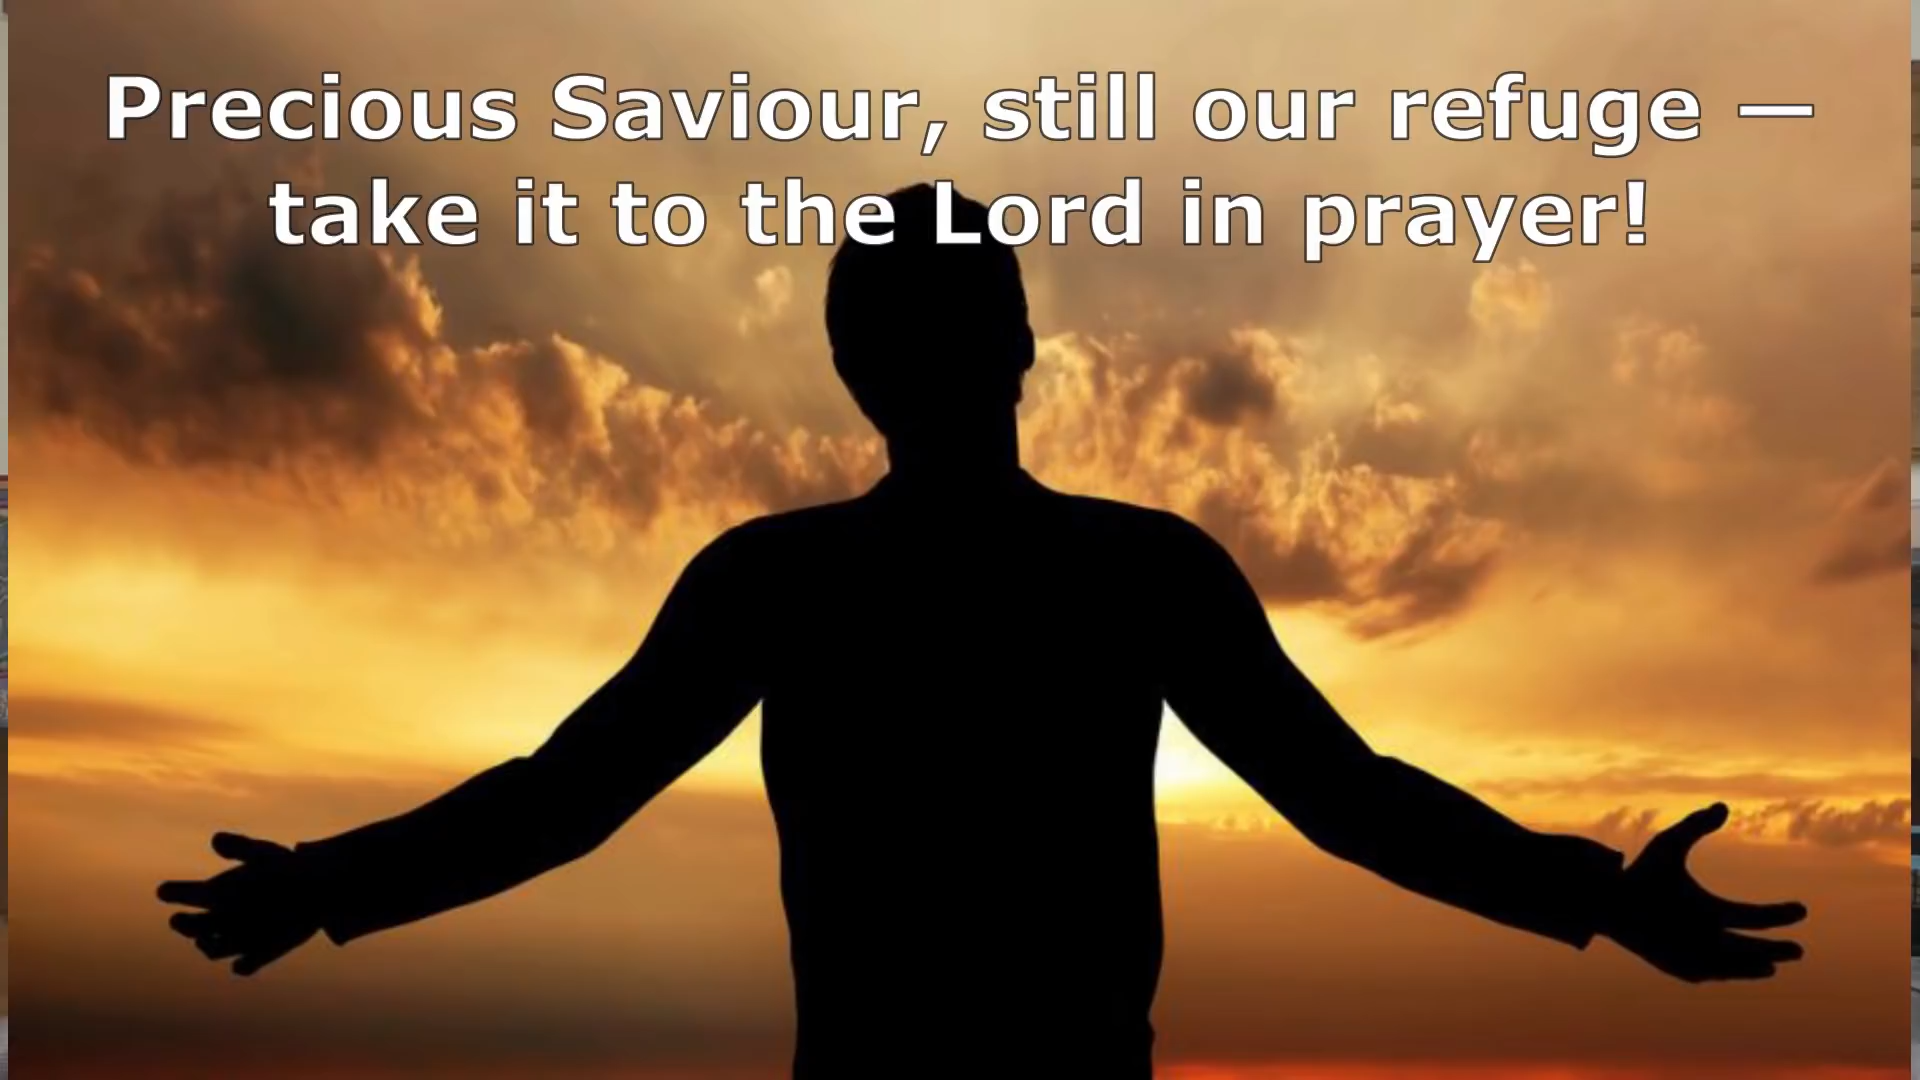 Precious Saviour, still our refuge —
take it to the Lord in prayer!